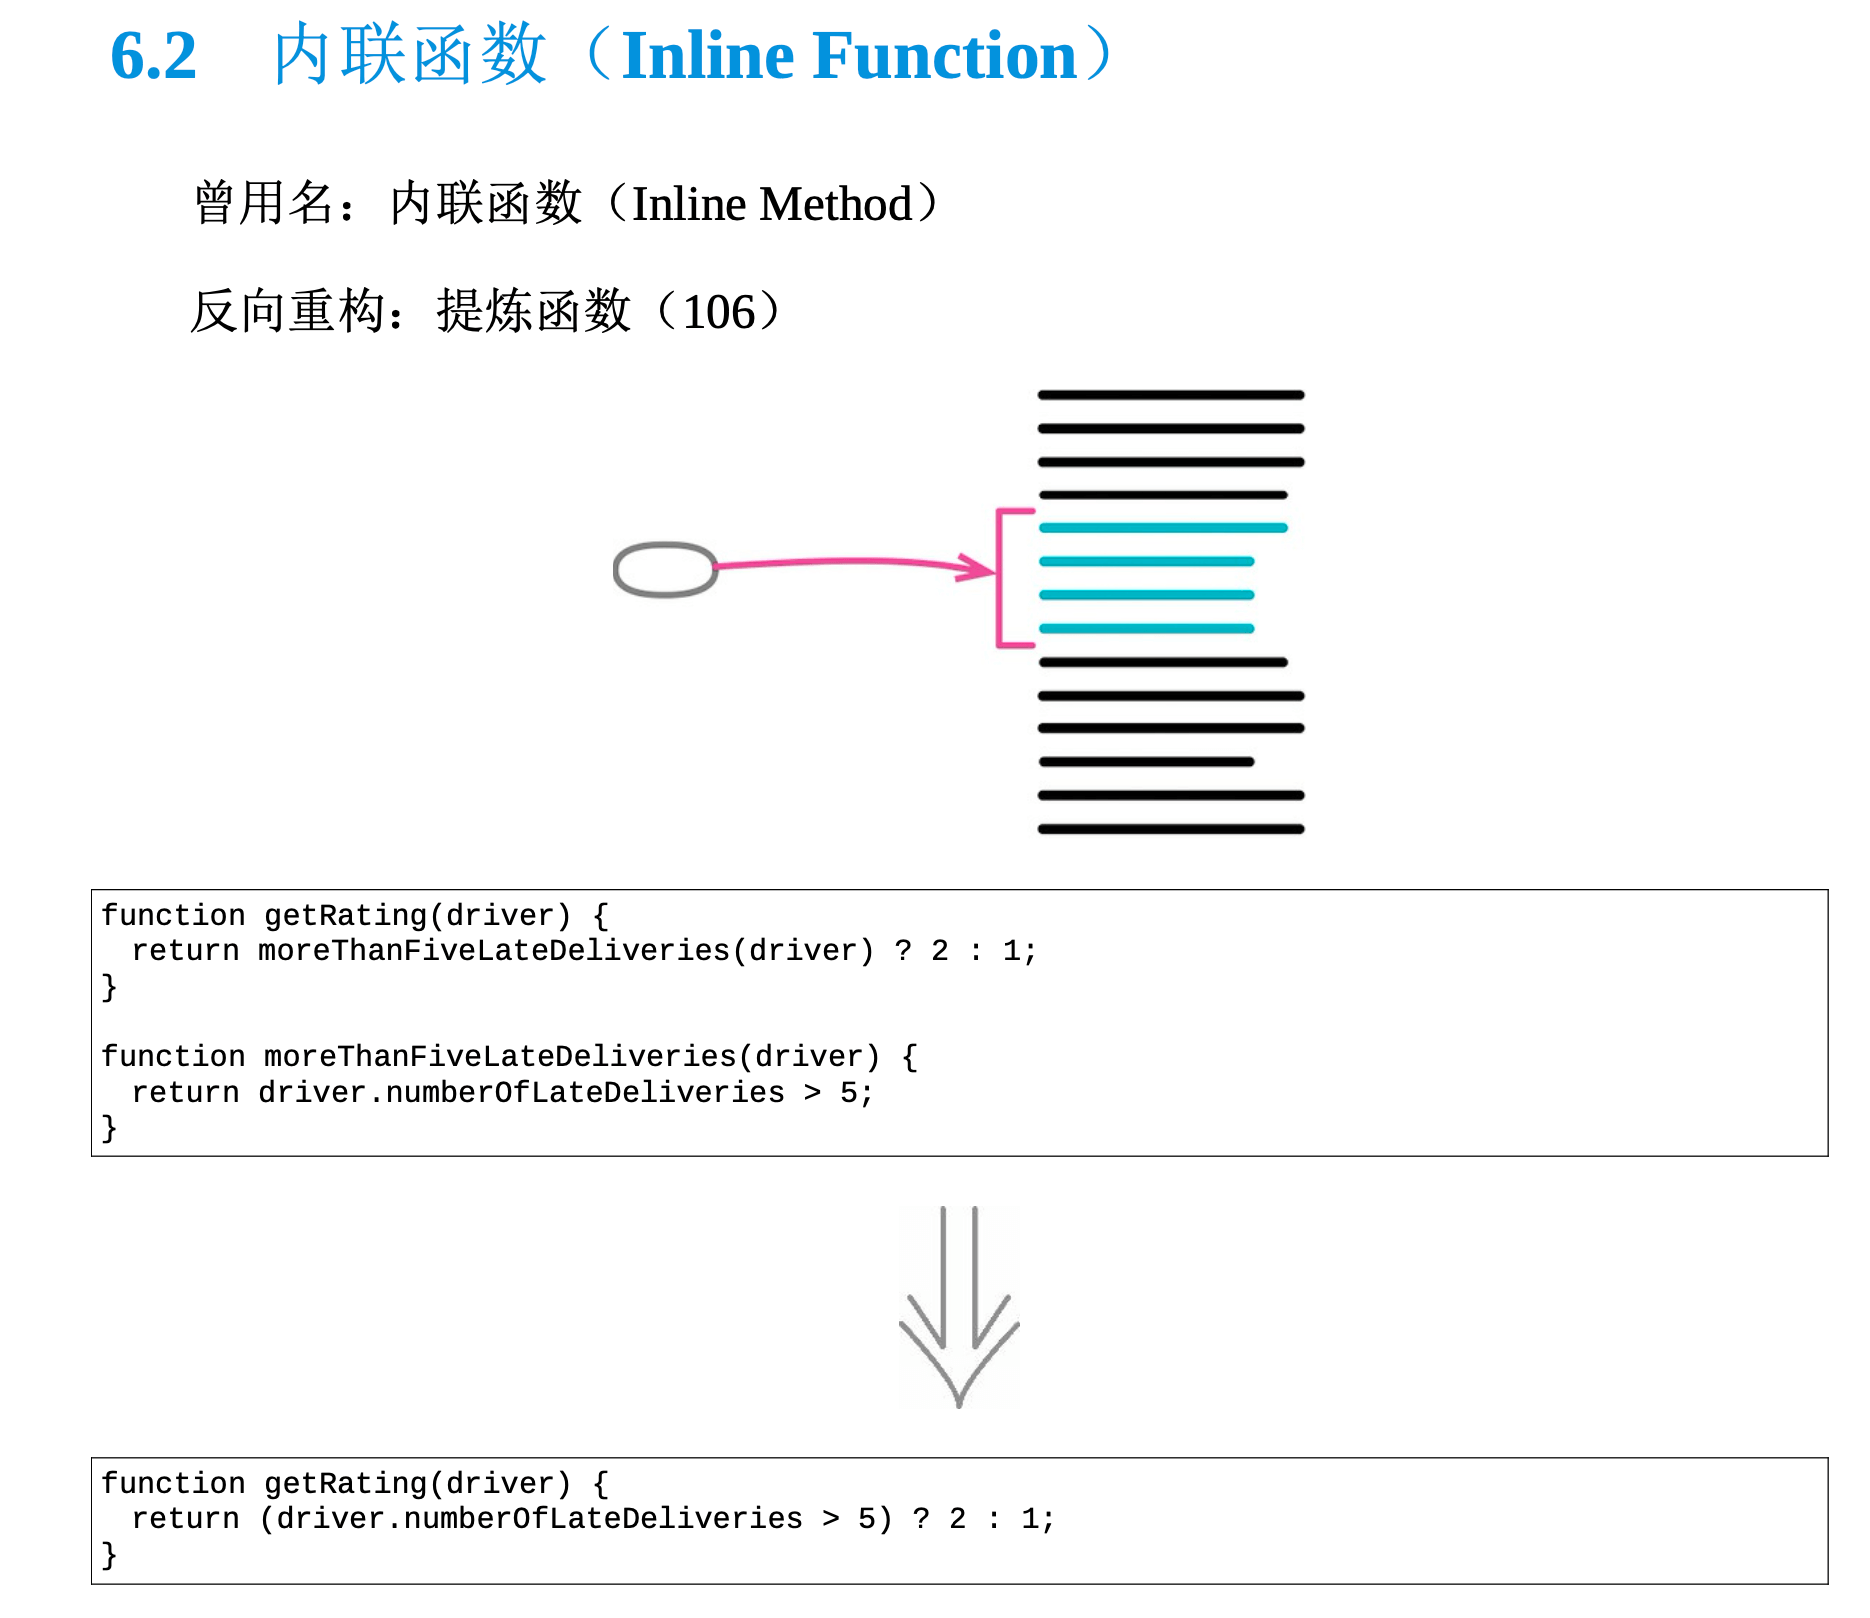 6.2 内联函数（Inline Function）
曾用名：内联函数（Inline Method）
反向重构：提炼函数（106）
function getRating(driver) {
  return moreThanFiveLateDeliveries(driver) ? 2 : 1;
}
function moreThanFiveLateDeliveries(driver) {
  return driver.numberOfLateDeliveries > 5;
}
function getRating(driver) {
  return (driver.numberOfLateDeliveries > 5) ? 2 : 1;
}